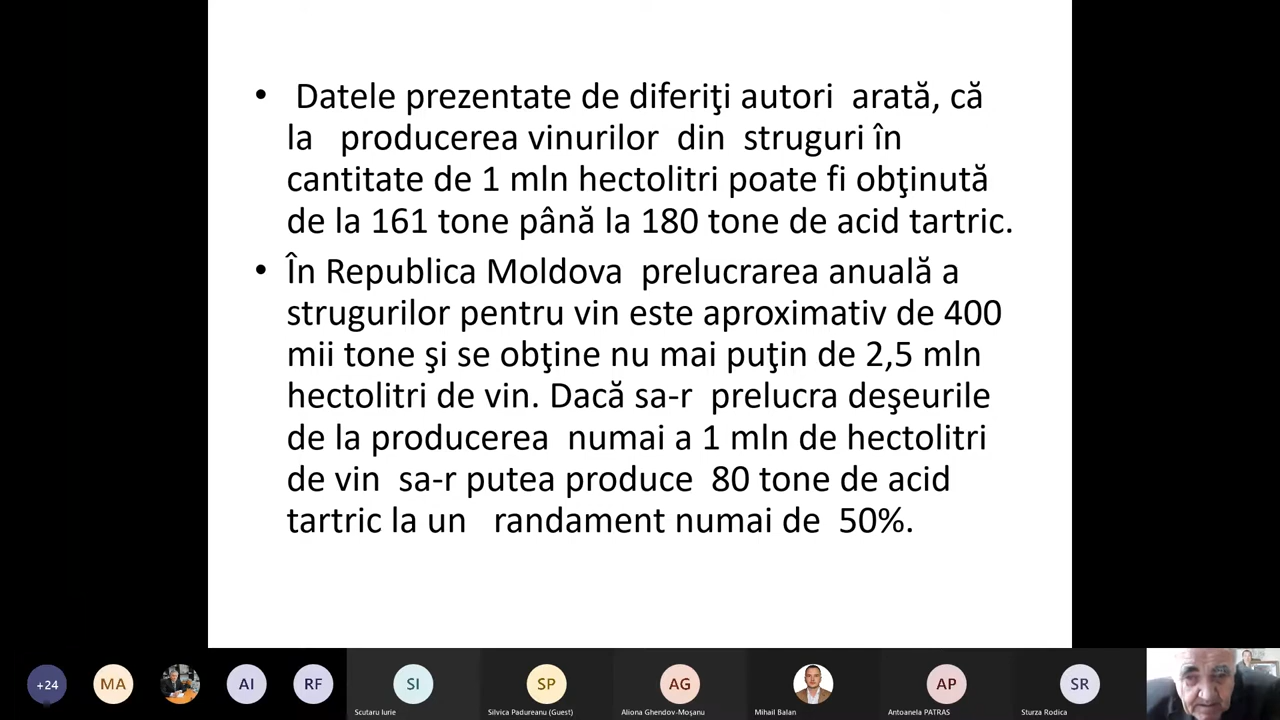 • Datele prezentate de diferiţi autori arată, că
la producerea vinurilor din struguri în
cantitate de 1 mln hectolitri poate fi obţinută
de la 161 tone până la 180 tone de acid tartric.
• În Republica Moldova prelucrarea anuală a
strugurilor pentru vin este aproximativ de 400
mii tone şi se obţine nu mai puţin de 2,5 mln
hectolitri de vin. Dacă sa-r prelucra deşeurile
de la producerea numai a 1 mln de hectolitri
de vin sa-r putea produce 80 tone de acid
tartric la un randament numai de 50%.
+24 MA AI RF SI SP AG AP SR
Scutaru Iurie Silvica Padureanu (Guest) Aliona Ghendov-Moşanu Mihail Balan Antoanela PATRAS Sturza Rodica